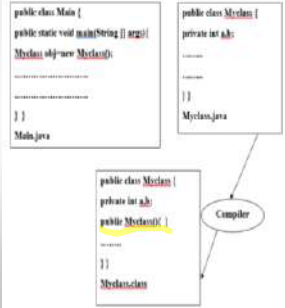 public class Main {
public static void main(String [] args){
Myclass obj=new Myclass();
..............................
..............................
}}
Main.java
public class Myclass {
private int a,b;
........
........
}}
Myclass.java
Compiler
public class Myclass {
private int a,b;
public Myclass(){ }
........
}}
Myclass.class